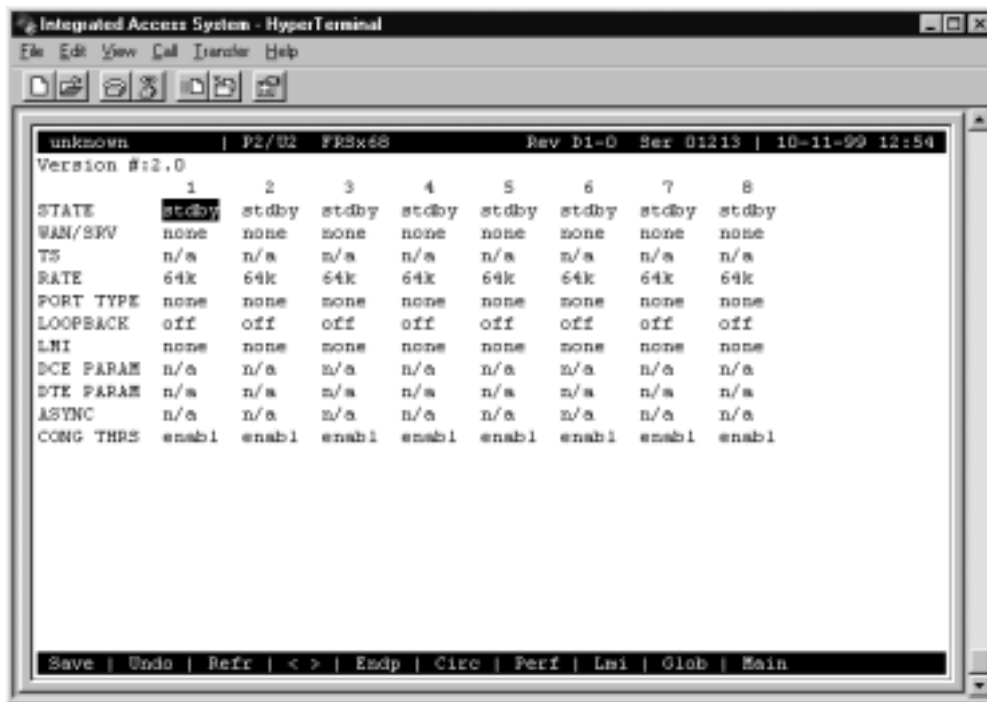 Integrated Access System - HyperTerminal
File Edit View Call Transfer Help
unknown | P2/U2 FRSx68 Rev D1-0 Ser 01213 | 10-11-99 12:54
Version #:2.0
1 2 3 4 5 6 7 8
STATE stdby stdby stdby stdby stdby stdby stdby stdby
WAN/SRV none none none none none none none none
TS n/a n/a n/a n/a n/a n/a n/a n/a
RATE 64k 64k 64k 64k 64k 64k 64k 64k
PORT TYPE none none none none none none none none
LOOPBACK off off off off off off off off
LMI none none none none none none none none
DCE PARAM n/a n/a n/a n/a n/a n/a n/a n/a
DTE PARAM n/a n/a n/a n/a n/a n/a n/a n/a
ASYNC n/a n/a n/a n/a n/a n/a n/a n/a
CONG THRS enabl enabl enabl enabl enabl enabl enabl enabl
Save | Undo | Refr | < > | Endp | Circ | Perf | Lmi | Glob | Main